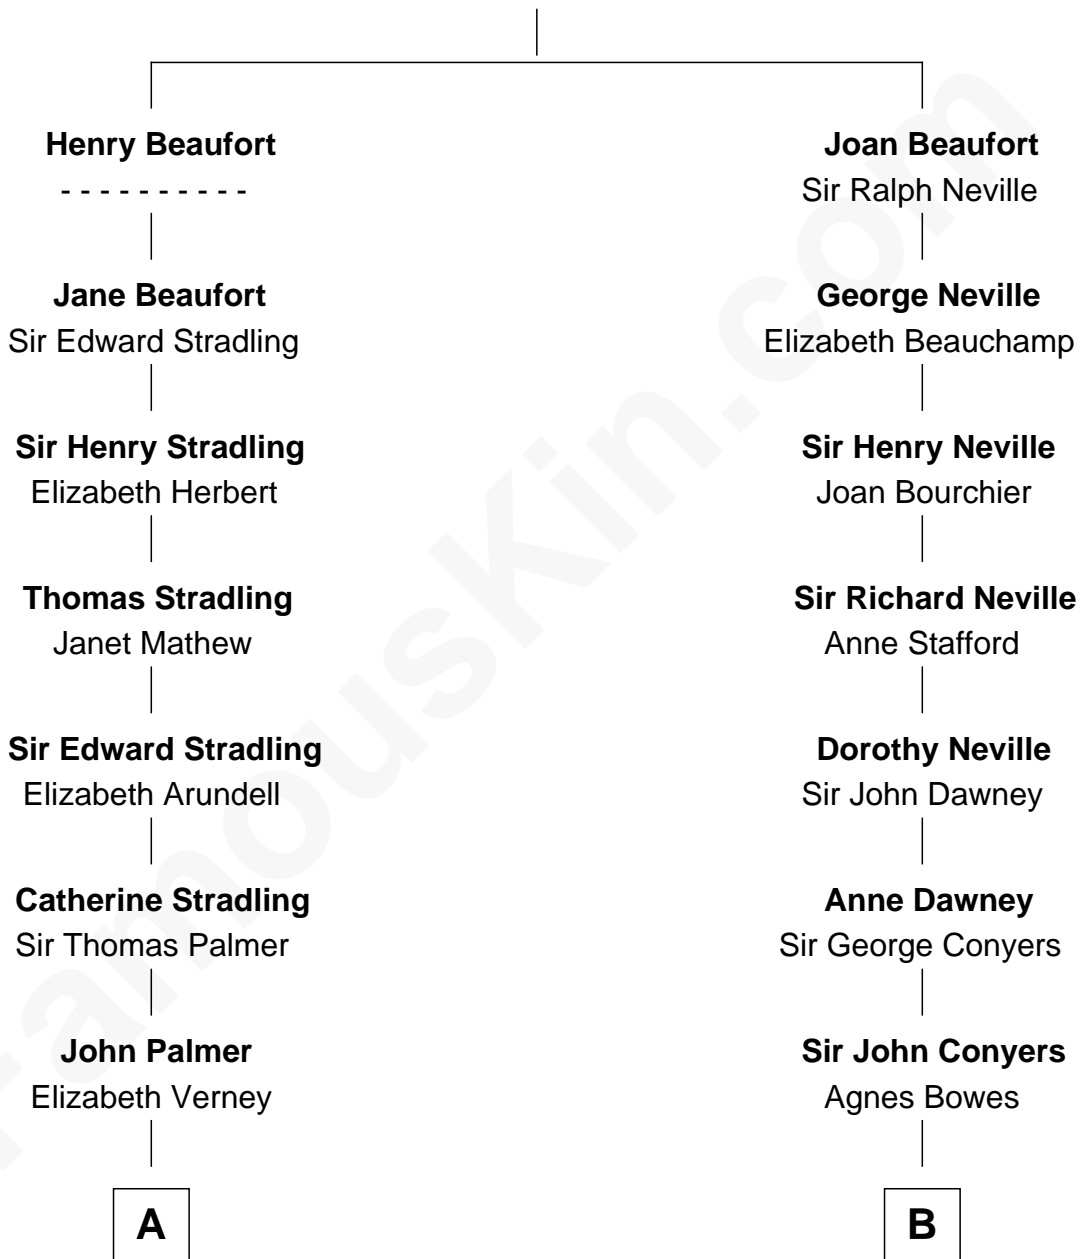 Henry Beaufort
- - - - - - - - - -
Jane Beaufort
Sir Edward Stradling
Sir Henry Stradling
Elizabeth Herbert
Thomas Stradling
Janet Mathew
Sir Edward Stradling
Elizabeth Arundell
Catherine Stradling
Sir Thomas Palmer
John Palmer
Elizabeth Verney
A
Joan Beaufort
Sir Ralph Neville
George Neville
Elizabeth Beauchamp
Sir Henry Neville
Joan Bourchier
Sir Richard Neville
Anne Stafford
Dorothy Neville
Sir John Dawney
Anne Dawney
Sir George Conyers
Sir John Conyers
Agnes Bowes
B
FamousKin.com